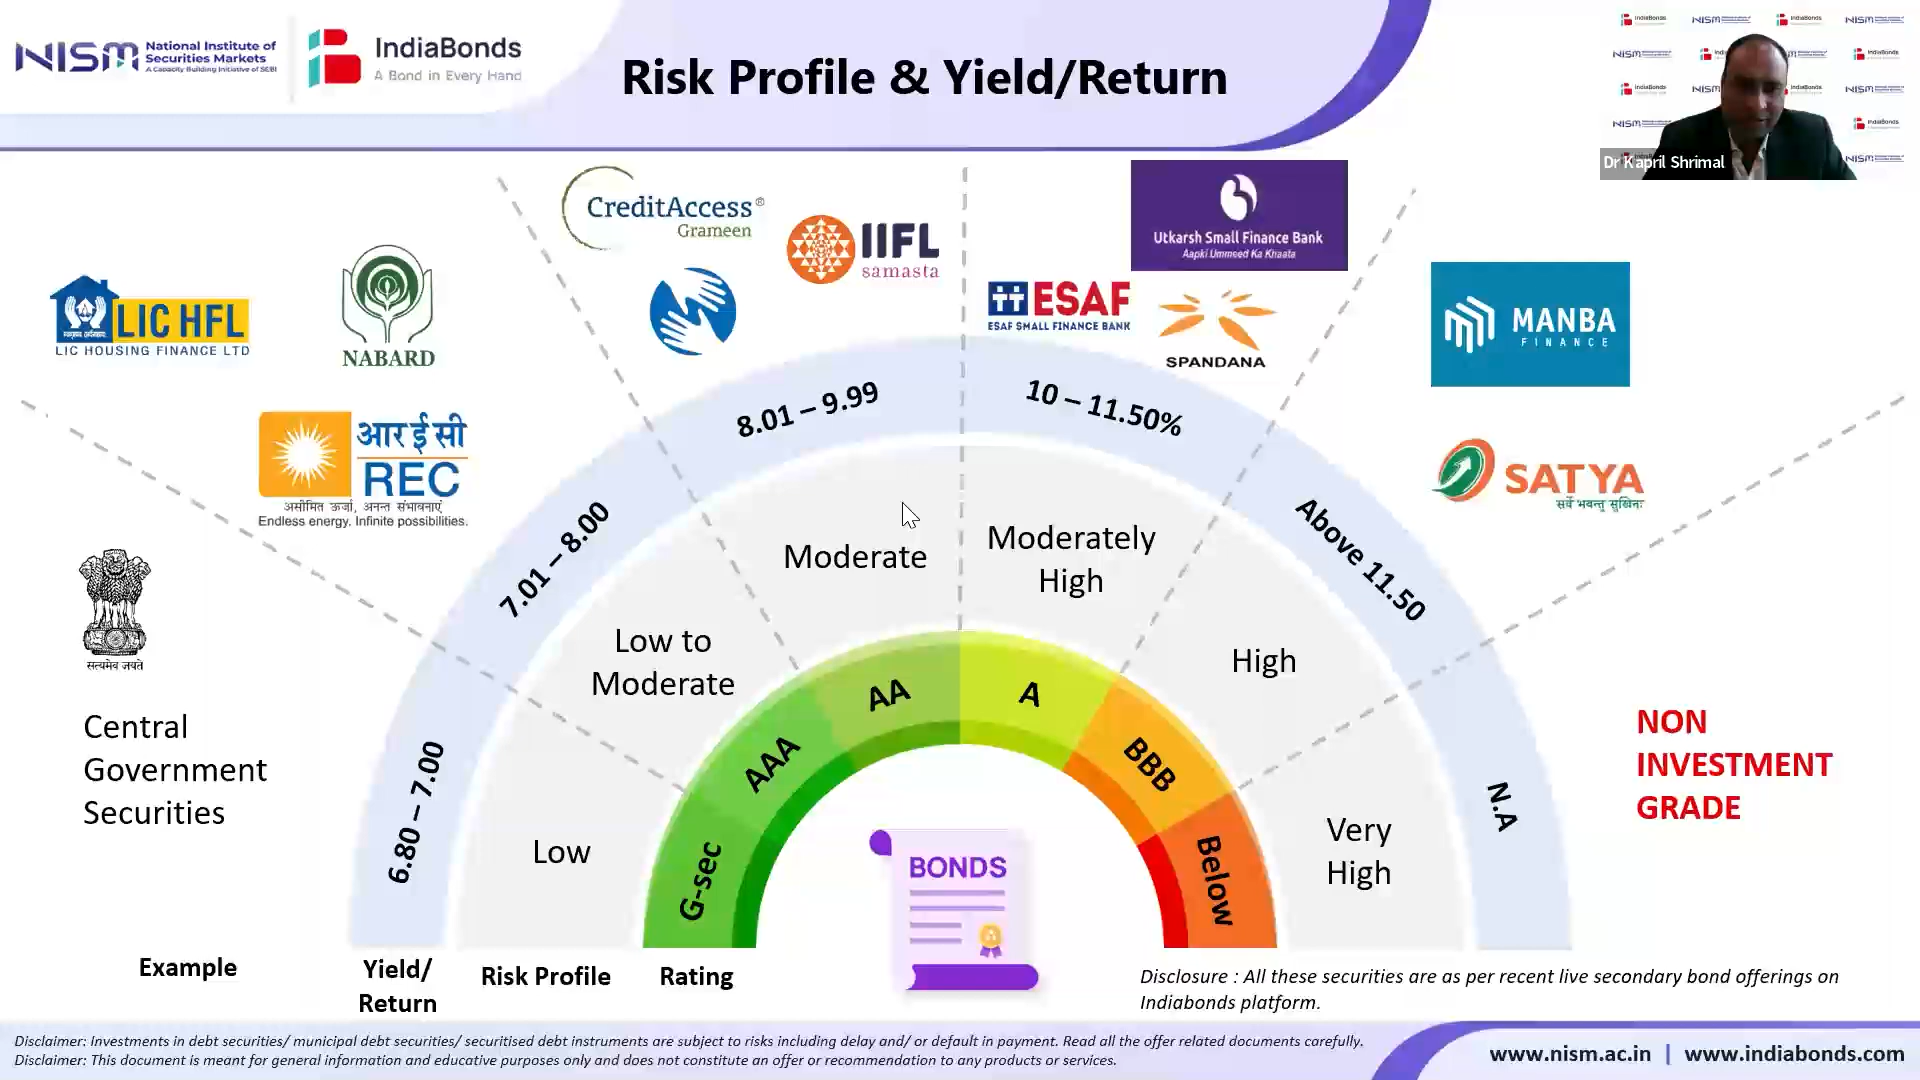 NISM National Institute of
Securities Markets
A Capacity Building Initiative of SEBI
IndiaBonds
A Bond in Every Hand
Risk Profile & Yield/Return
Dr Kapril Shrimal
LIC HFL
LIC HOUSING FINANCE LTD
NABARD
आर ई सी
REC
असीमित ऊर्जा, अनन्त संभावनाएं
Endless energy. Infinite possibilities.
CreditAccess®
Grameen
IIFL
samasta
Utkarsh Small Finance Bank
Aapki Ummeed Ka Khaata
ESAF
ESAF SMALL FINANCE BANK
SPANDANA
MANBA
FINANCE
SATYA
सर्वे भवन्तु सुखिनः
सत्यमेव जयते
Central
Government
Securities
NON
INVESTMENT
GRADE
6.80 – 7.00
7.01 – 8.00
8.01 – 9.99
10 – 11.50%
Above 11.50
N.A
Low
Low to
Moderate
Moderate
Moderately
High
High
Very
High
G-sec
AAA
AA
A
BBB
Below
BONDS
Example
Yield/
Return
Risk Profile
Rating
Disclosure : All these securities are as per recent live secondary bond offerings on
Indiabonds platform.
Disclaimer: Investments in debt securities/ municipal debt securities/ securitised debt instruments are subject to risks including delay and/ or default in payment. Read all the offer related documents carefully.
Disclaimer: This document is meant for general information and educative purposes only and does not constitute an offer or recommendation to any products or services.
www.nism.ac.in | www.indiabonds.com